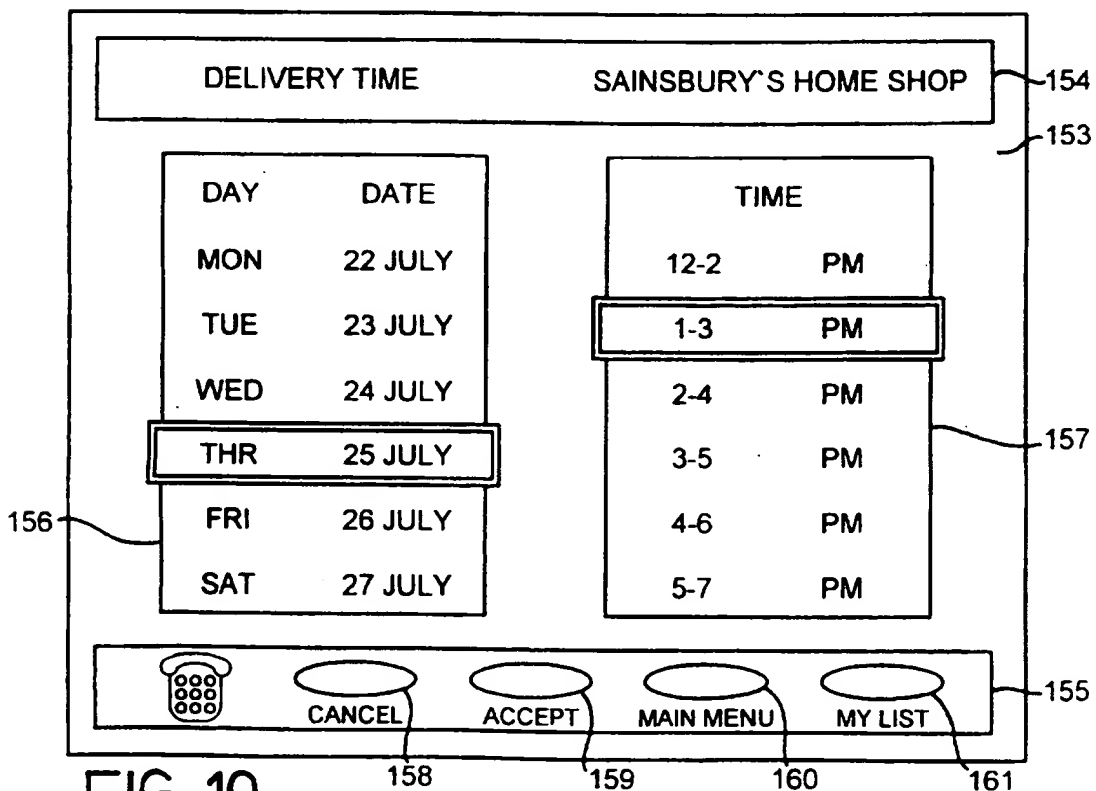 DELIVERY TIME SAINSBURY`S HOME SHOP
154
153
DAY DATE
MON 22 JULY
TUE 23 JULY
WED 24 JULY
THR 25 JULY
FRI 26 JULY
SAT 27 JULY
156
TIME
12-2 PM
1-3 PM
2-4 PM
3-5 PM
4-6 PM
5-7 PM
157
CANCEL ACCEPT MAIN MENU MY LIST
155
158 159 160 161
FIG. 10